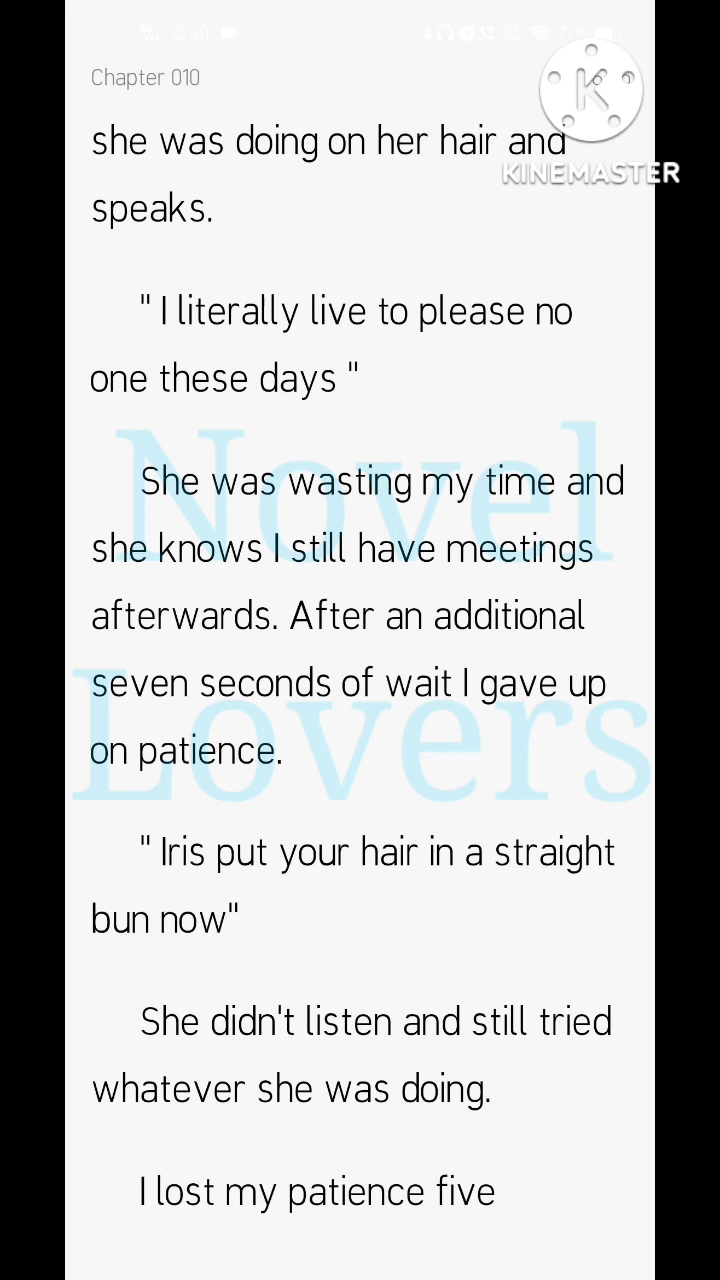 10:30
72%
Chapter 010
K
KINEMASTER
she was doing on her hair and
speaks.
" I literally live to please no
one these days "
She was wasting my time and
she knows I still have meetings
afterwards. After an additional
seven seconds of wait I gave up
on patience.
" Iris put your hair in a straight
bun now"
She didn't listen and still tried
whatever she was doing.
I lost my patience five
Novel
Lovers